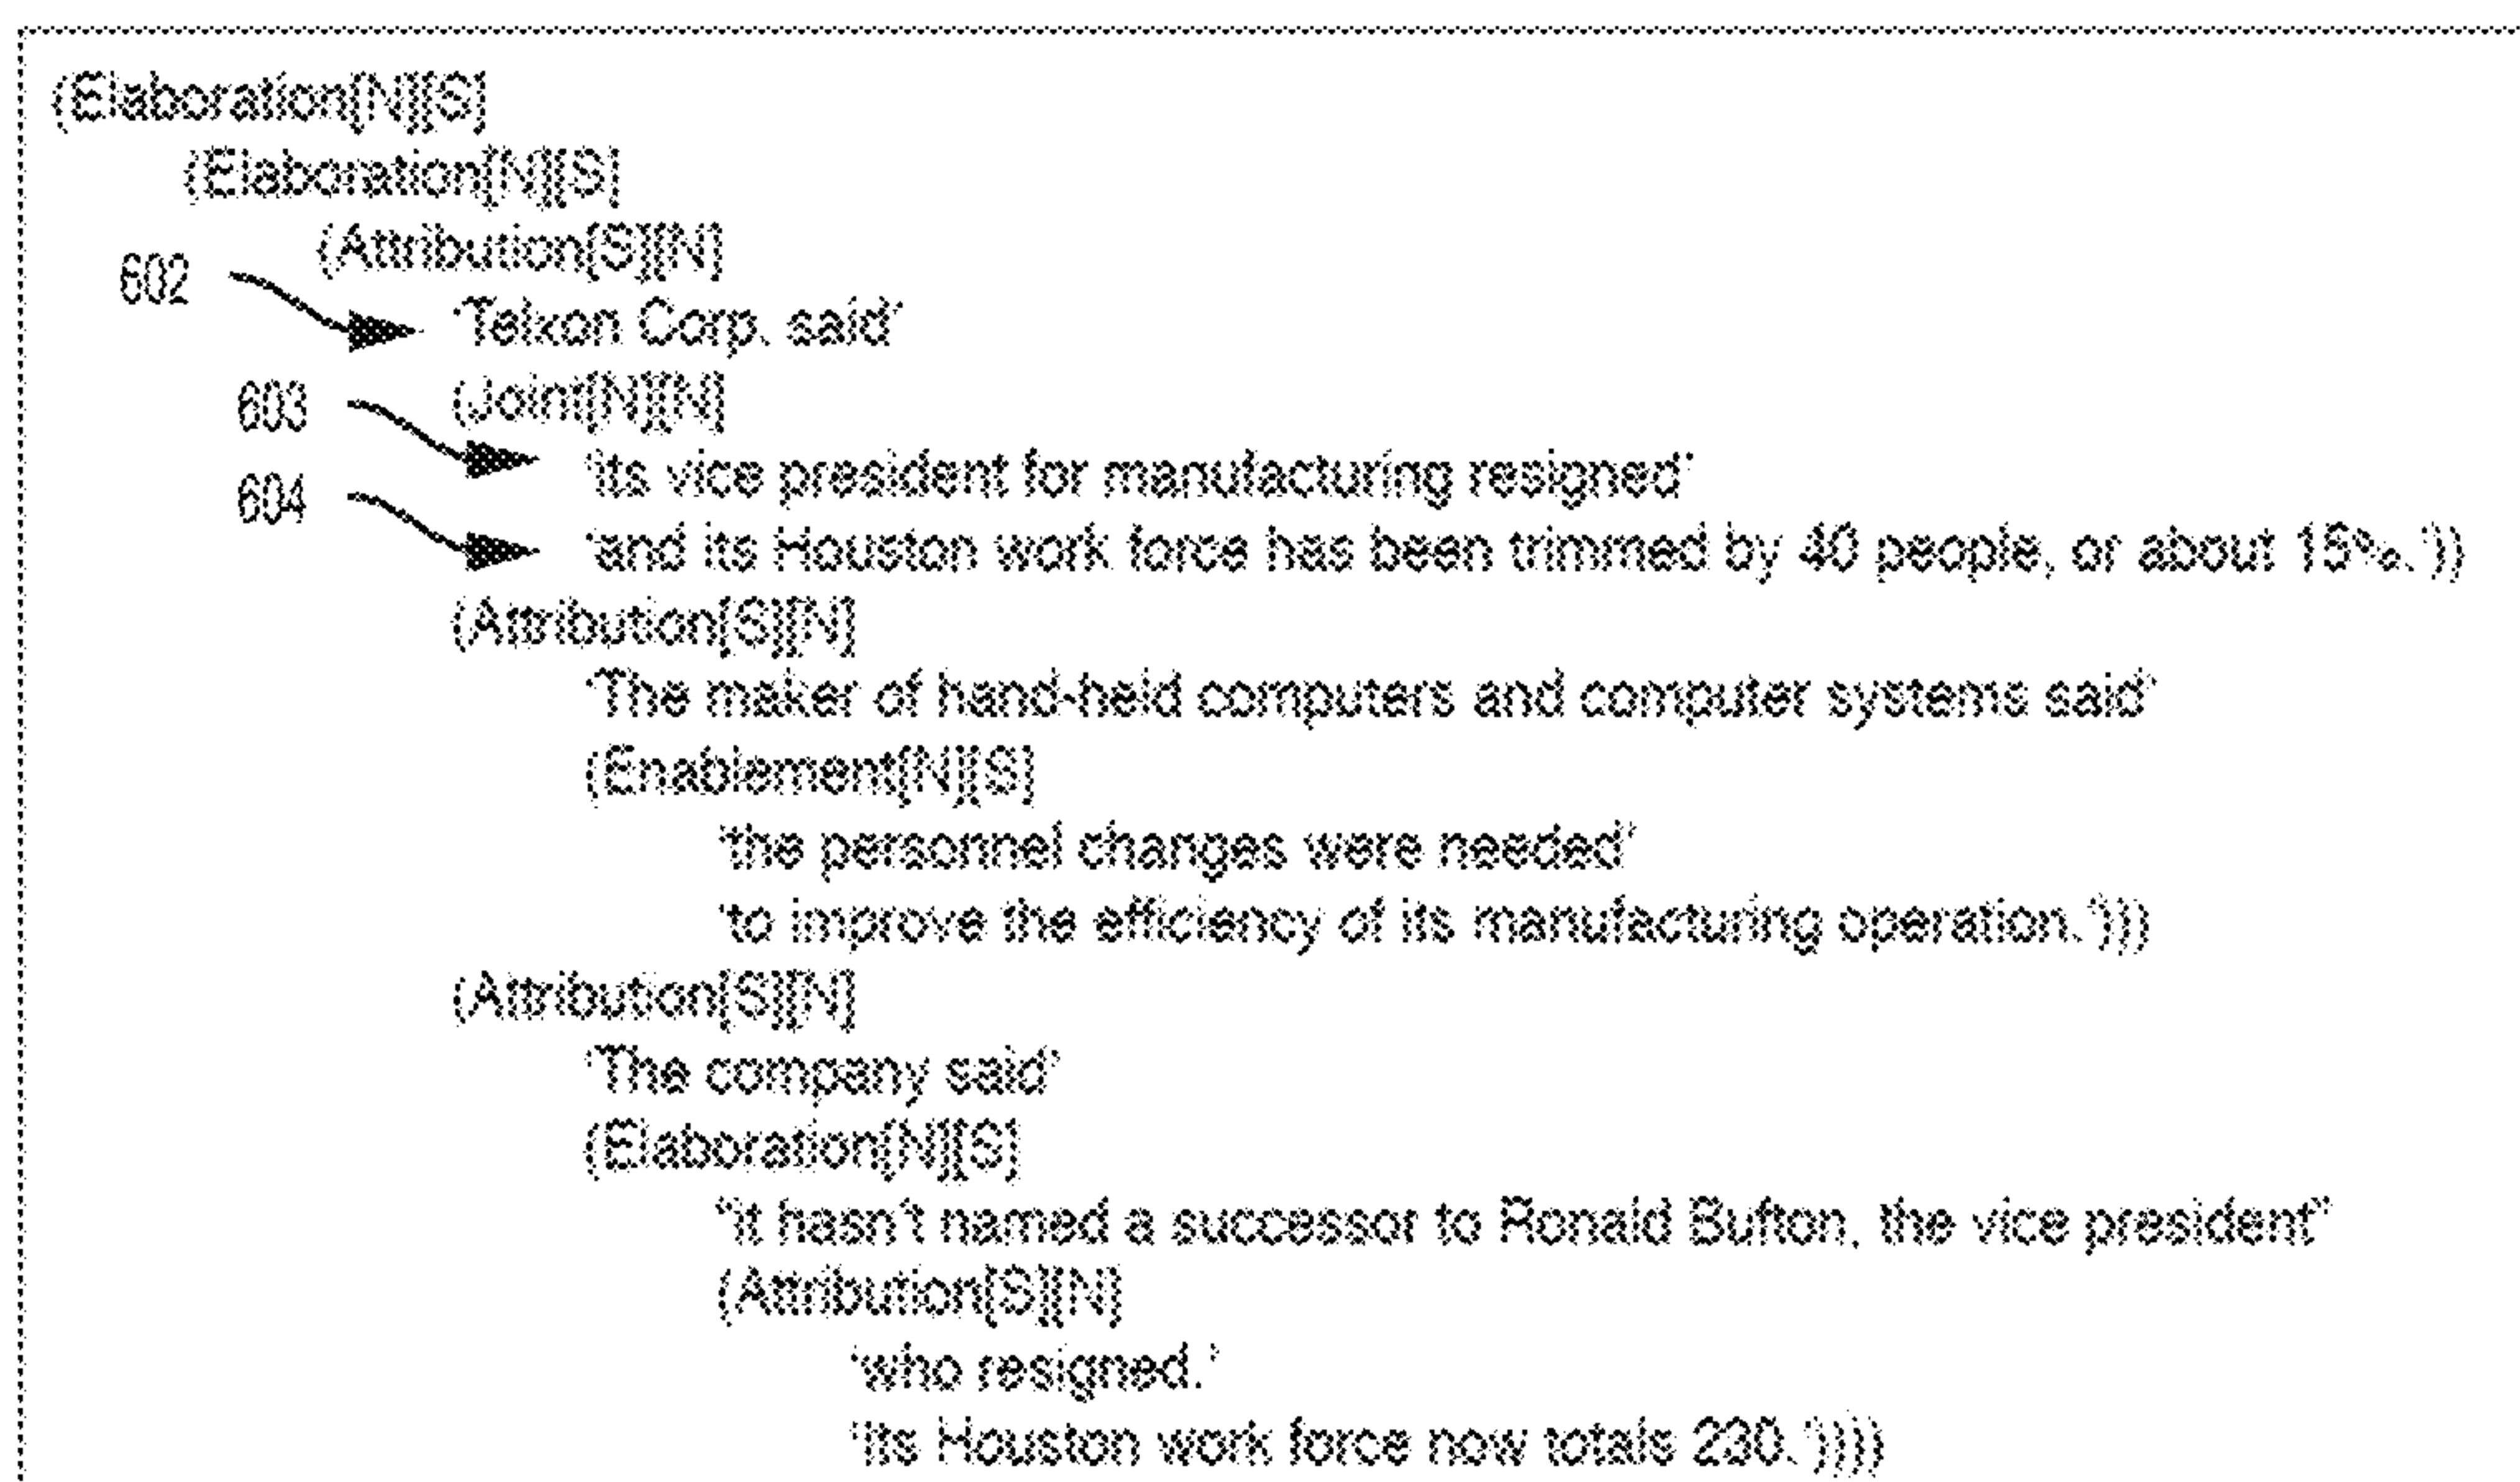 (Elaboration[N][S]
(Elaboration[N][S]
(Attribution[S][N]
602
'Telxon Corp. said'
603
(Joint[N][N]
'its vice president for manufacturing resigned'
604
'and its Houston work force has been trimmed by 40 people, or about 15%.'))
(Attribution[S][N]
'The maker of hand-held computers and computer systems said'
(Enablement[N][S]
'the personnel changes were needed'
'to improve the efficiency of its manufacturing operation.')))
(Attribution[S][N]
'The company said'
(Elaboration[N][S]
"it hasn't named a successor to Ronald Bufton, the vice president"
(Attribution[S][N]
'who resigned.'
'Its Houston work force now totals 230.'))))